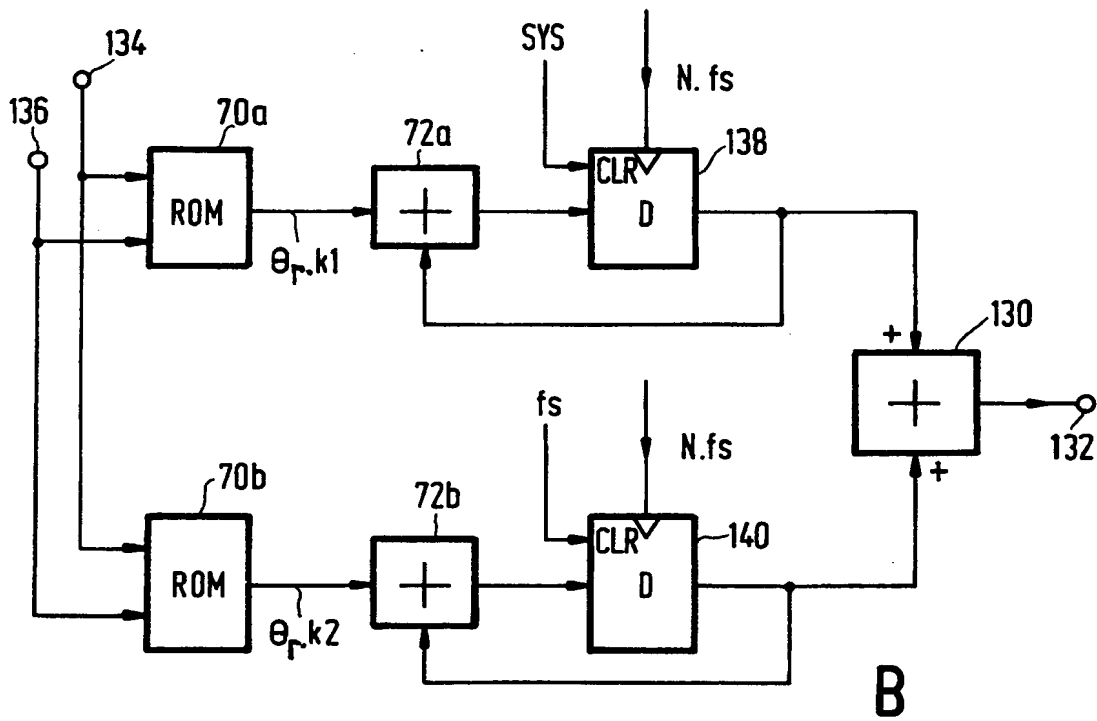 134
SYS
N.fs
136
70a
72a
138
CLR
ROM
+
D
θr.k1
+
130
+
fs
N.fs
132
+
70b
72b
140
CLR
ROM
+
D
θr.k2
B